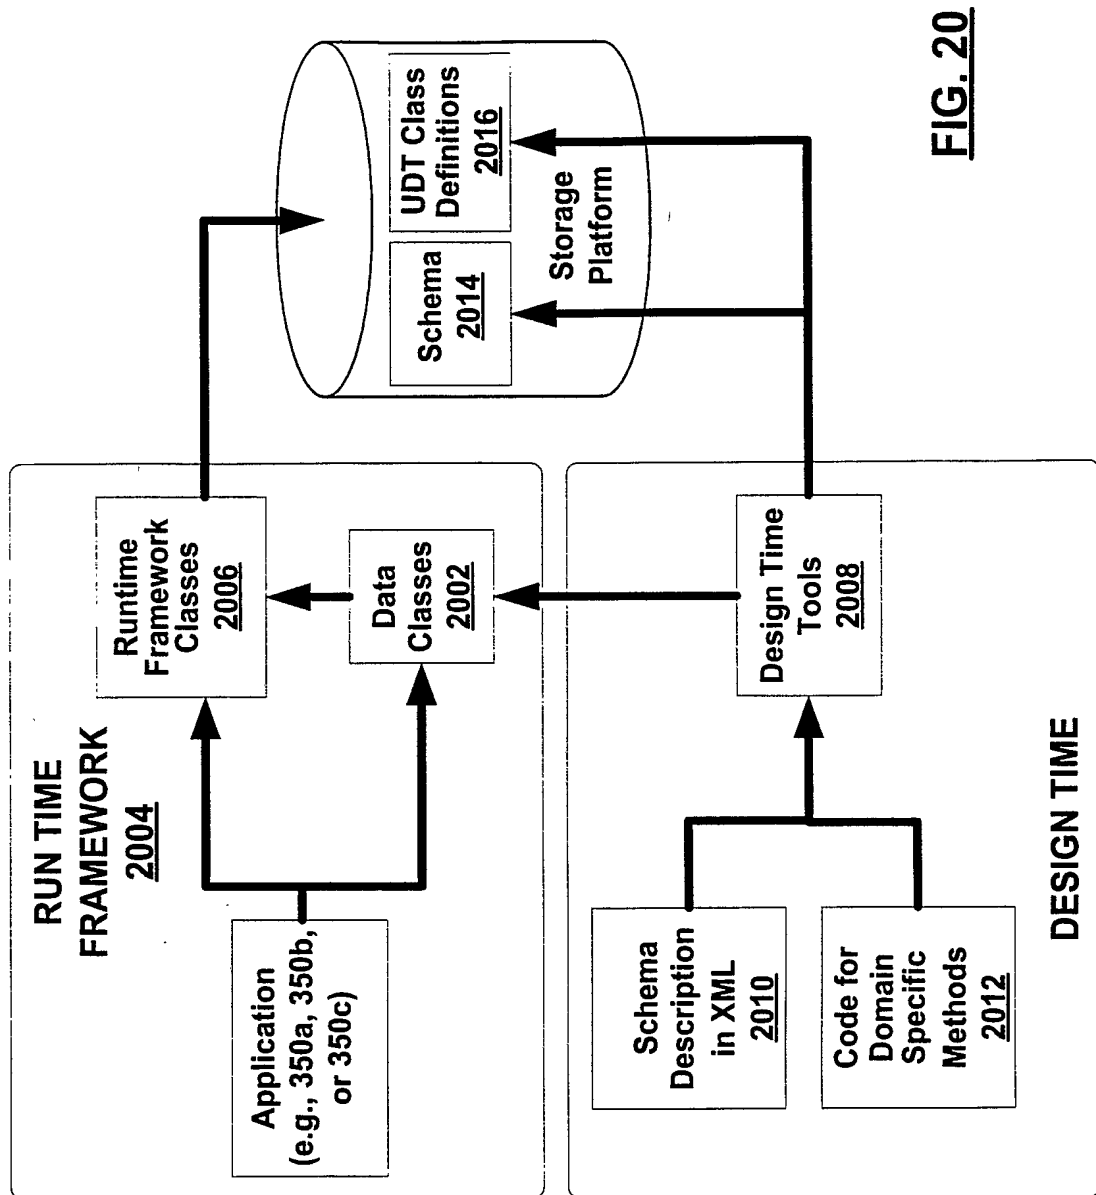 RUN TIME
FRAMEWORK
2004
Application
(e.g., 350a, 350b,
or 350c)
Runtime
Framework
Classes
2006
Data
Classes
2002
Schema
2014
UDT Class
Definitions
2016
Storage
Platform
Schema
Description
in XML
2010
Code for
Domain
Specific
Methods
2012
Design Time
Tools
2008
DESIGN TIME
FIG. 20